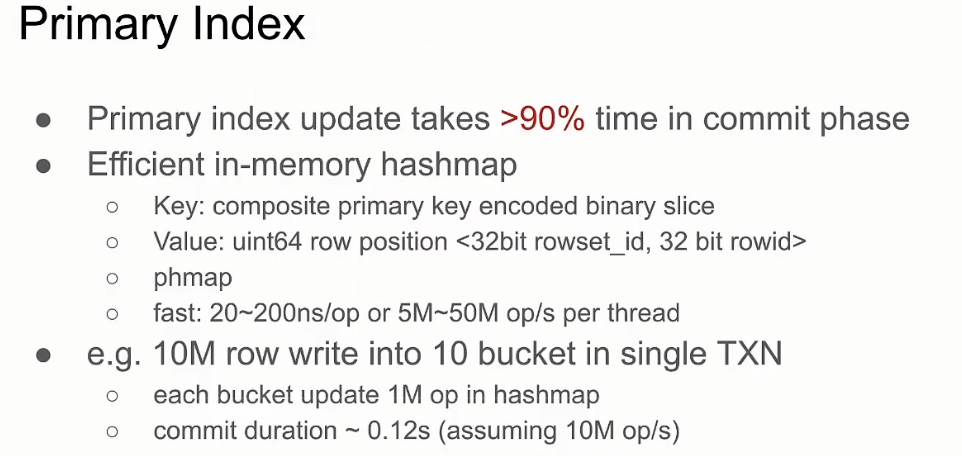 Primary Index
● Primary index update takes >90% time in commit phase
● Efficient in-memory hashmap
○ Key: composite primary key encoded binary slice
○ Value: uint64 row position <32bit rowset_id, 32 bit rowid>
○ phmap
○ fast: 20~200ns/op or 5M~50M op/s per thread
● e.g. 10M row write into 10 bucket in single TXN
○ each bucket update 1M op in hashmap
○ commit duration ~ 0.12s (assuming 10M op/s)